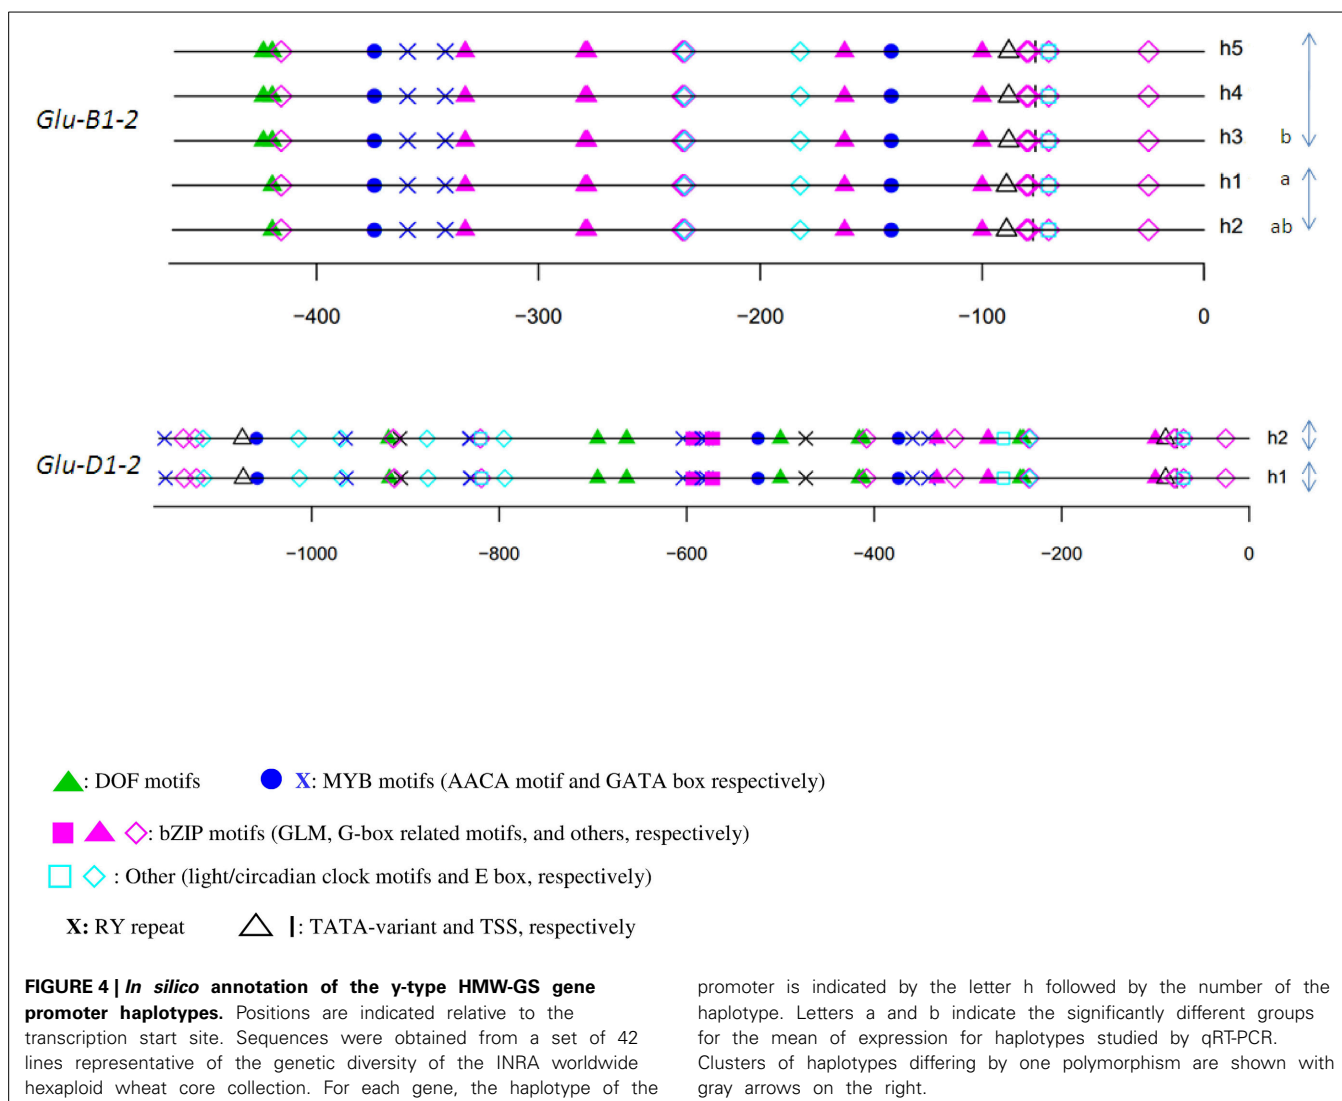 Glu-B1-2
h5
h4
h3 b
h1 a
h2 ab
−400 −300 −200 −100 0
Glu-D1-2
h2
h1
−1000 −800 −600 −400 −200 0
: DOF motifs X: MYB motifs (AACA motif and GATA box respectively)
: bZIP motifs (GLM, G-box related motifs, and others, respectively)
: Other (light/circadian clock motifs and E box, respectively)
X: RY repeat : TATA-variant and TSS, respectively
FIGURE 4 | In silico annotation of the y-type HMW-GS gene
promoter haplotypes. Positions are indicated relative to the
transcription start site. Sequences were obtained from a set of 42
lines representative of the genetic diversity of the INRA worldwide
hexaploid wheat core collection. For each gene, the haplotype of the
promoter is indicated by the letter h followed by the number of the
haplotype. Letters a and b indicate the significantly different groups
for the mean of expression for haplotypes studied by qRT-PCR.
Clusters of haplotypes differing by one polymorphism are shown with
gray arrows on the right.